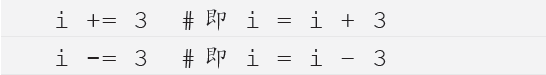 i += 3  #即 i = i + 3
i -= 3  #即 i = i - 3